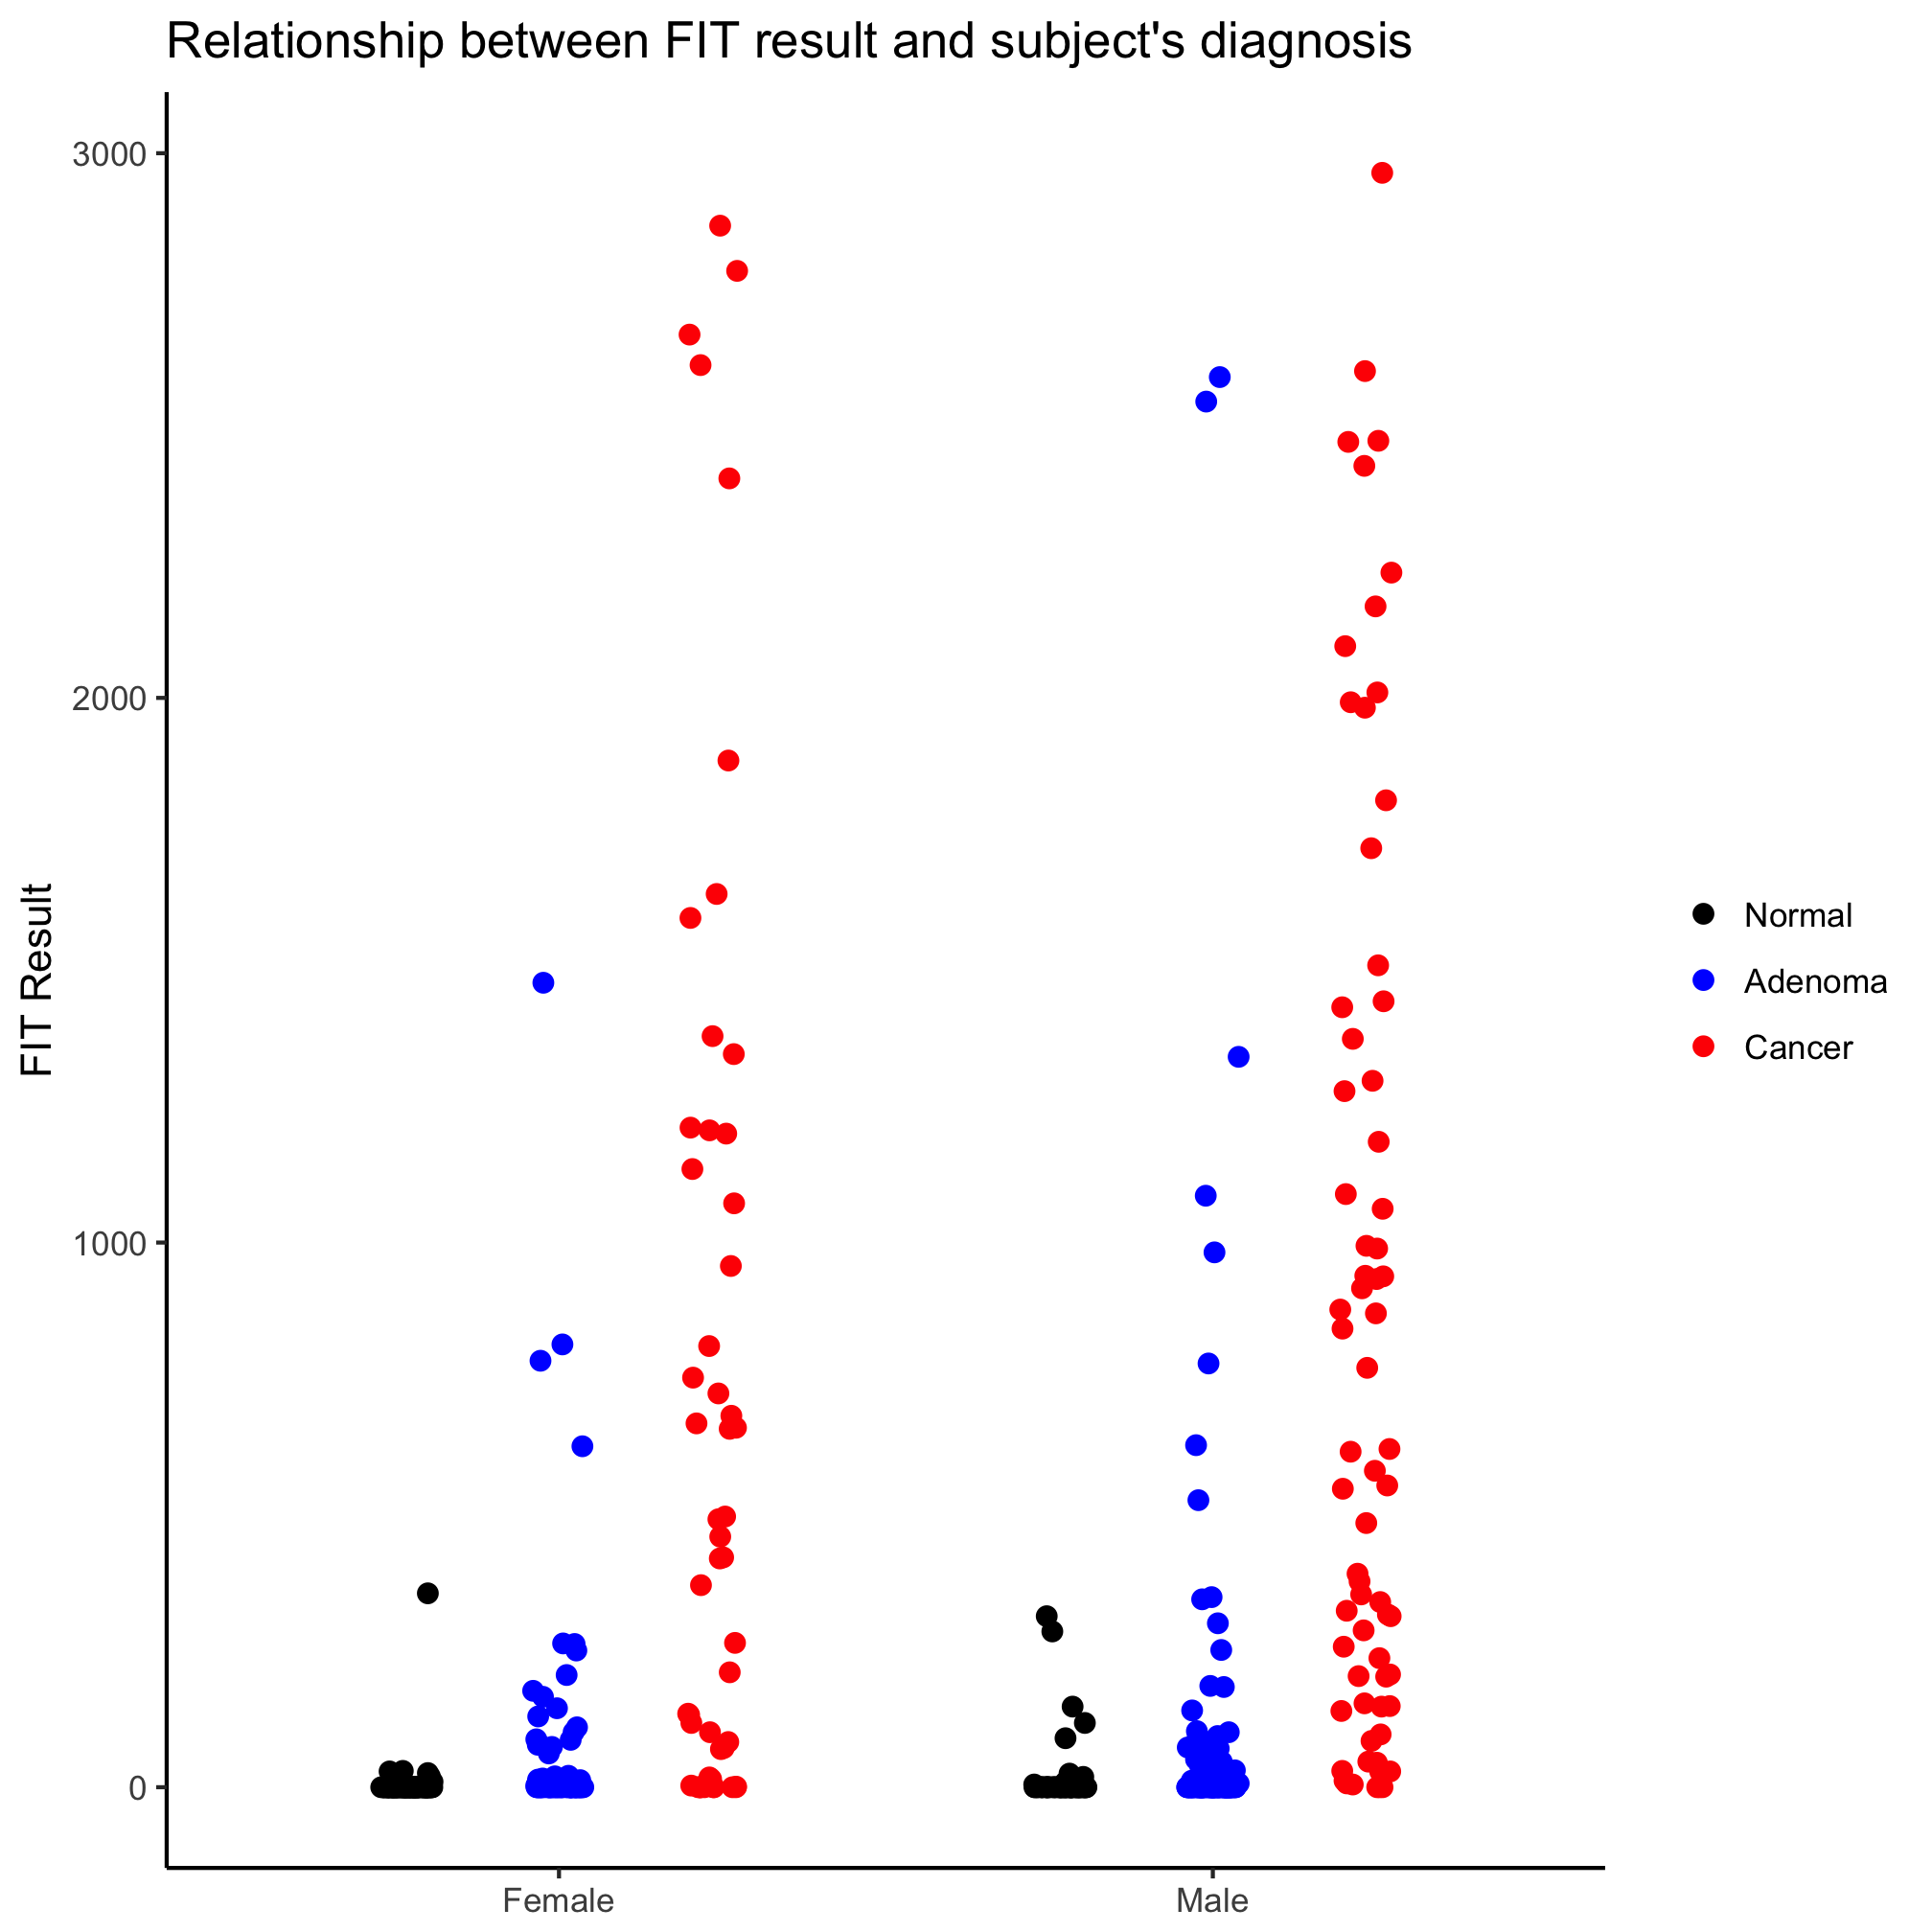 Relationship between FIT result and subject's diagnosis
3000
2000
1000
0
FIT Result
Female
Male
Normal
Adenoma
Cancer